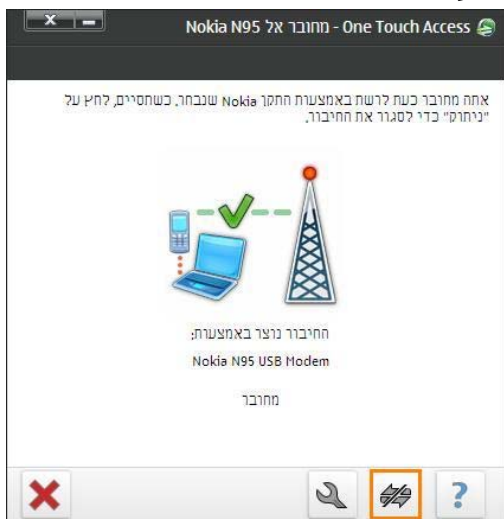 One Touch Access - מחובר אל Nokia N95
אתה מחובר כעת לרשת באמצעות התקן Nokia שנבחר. כשתסיים, לחץ על
"ניתוק" כדי לסגור את החיבור.
החיבור נוצר באמצעות:
Nokia N95 USB Modem
מחובר